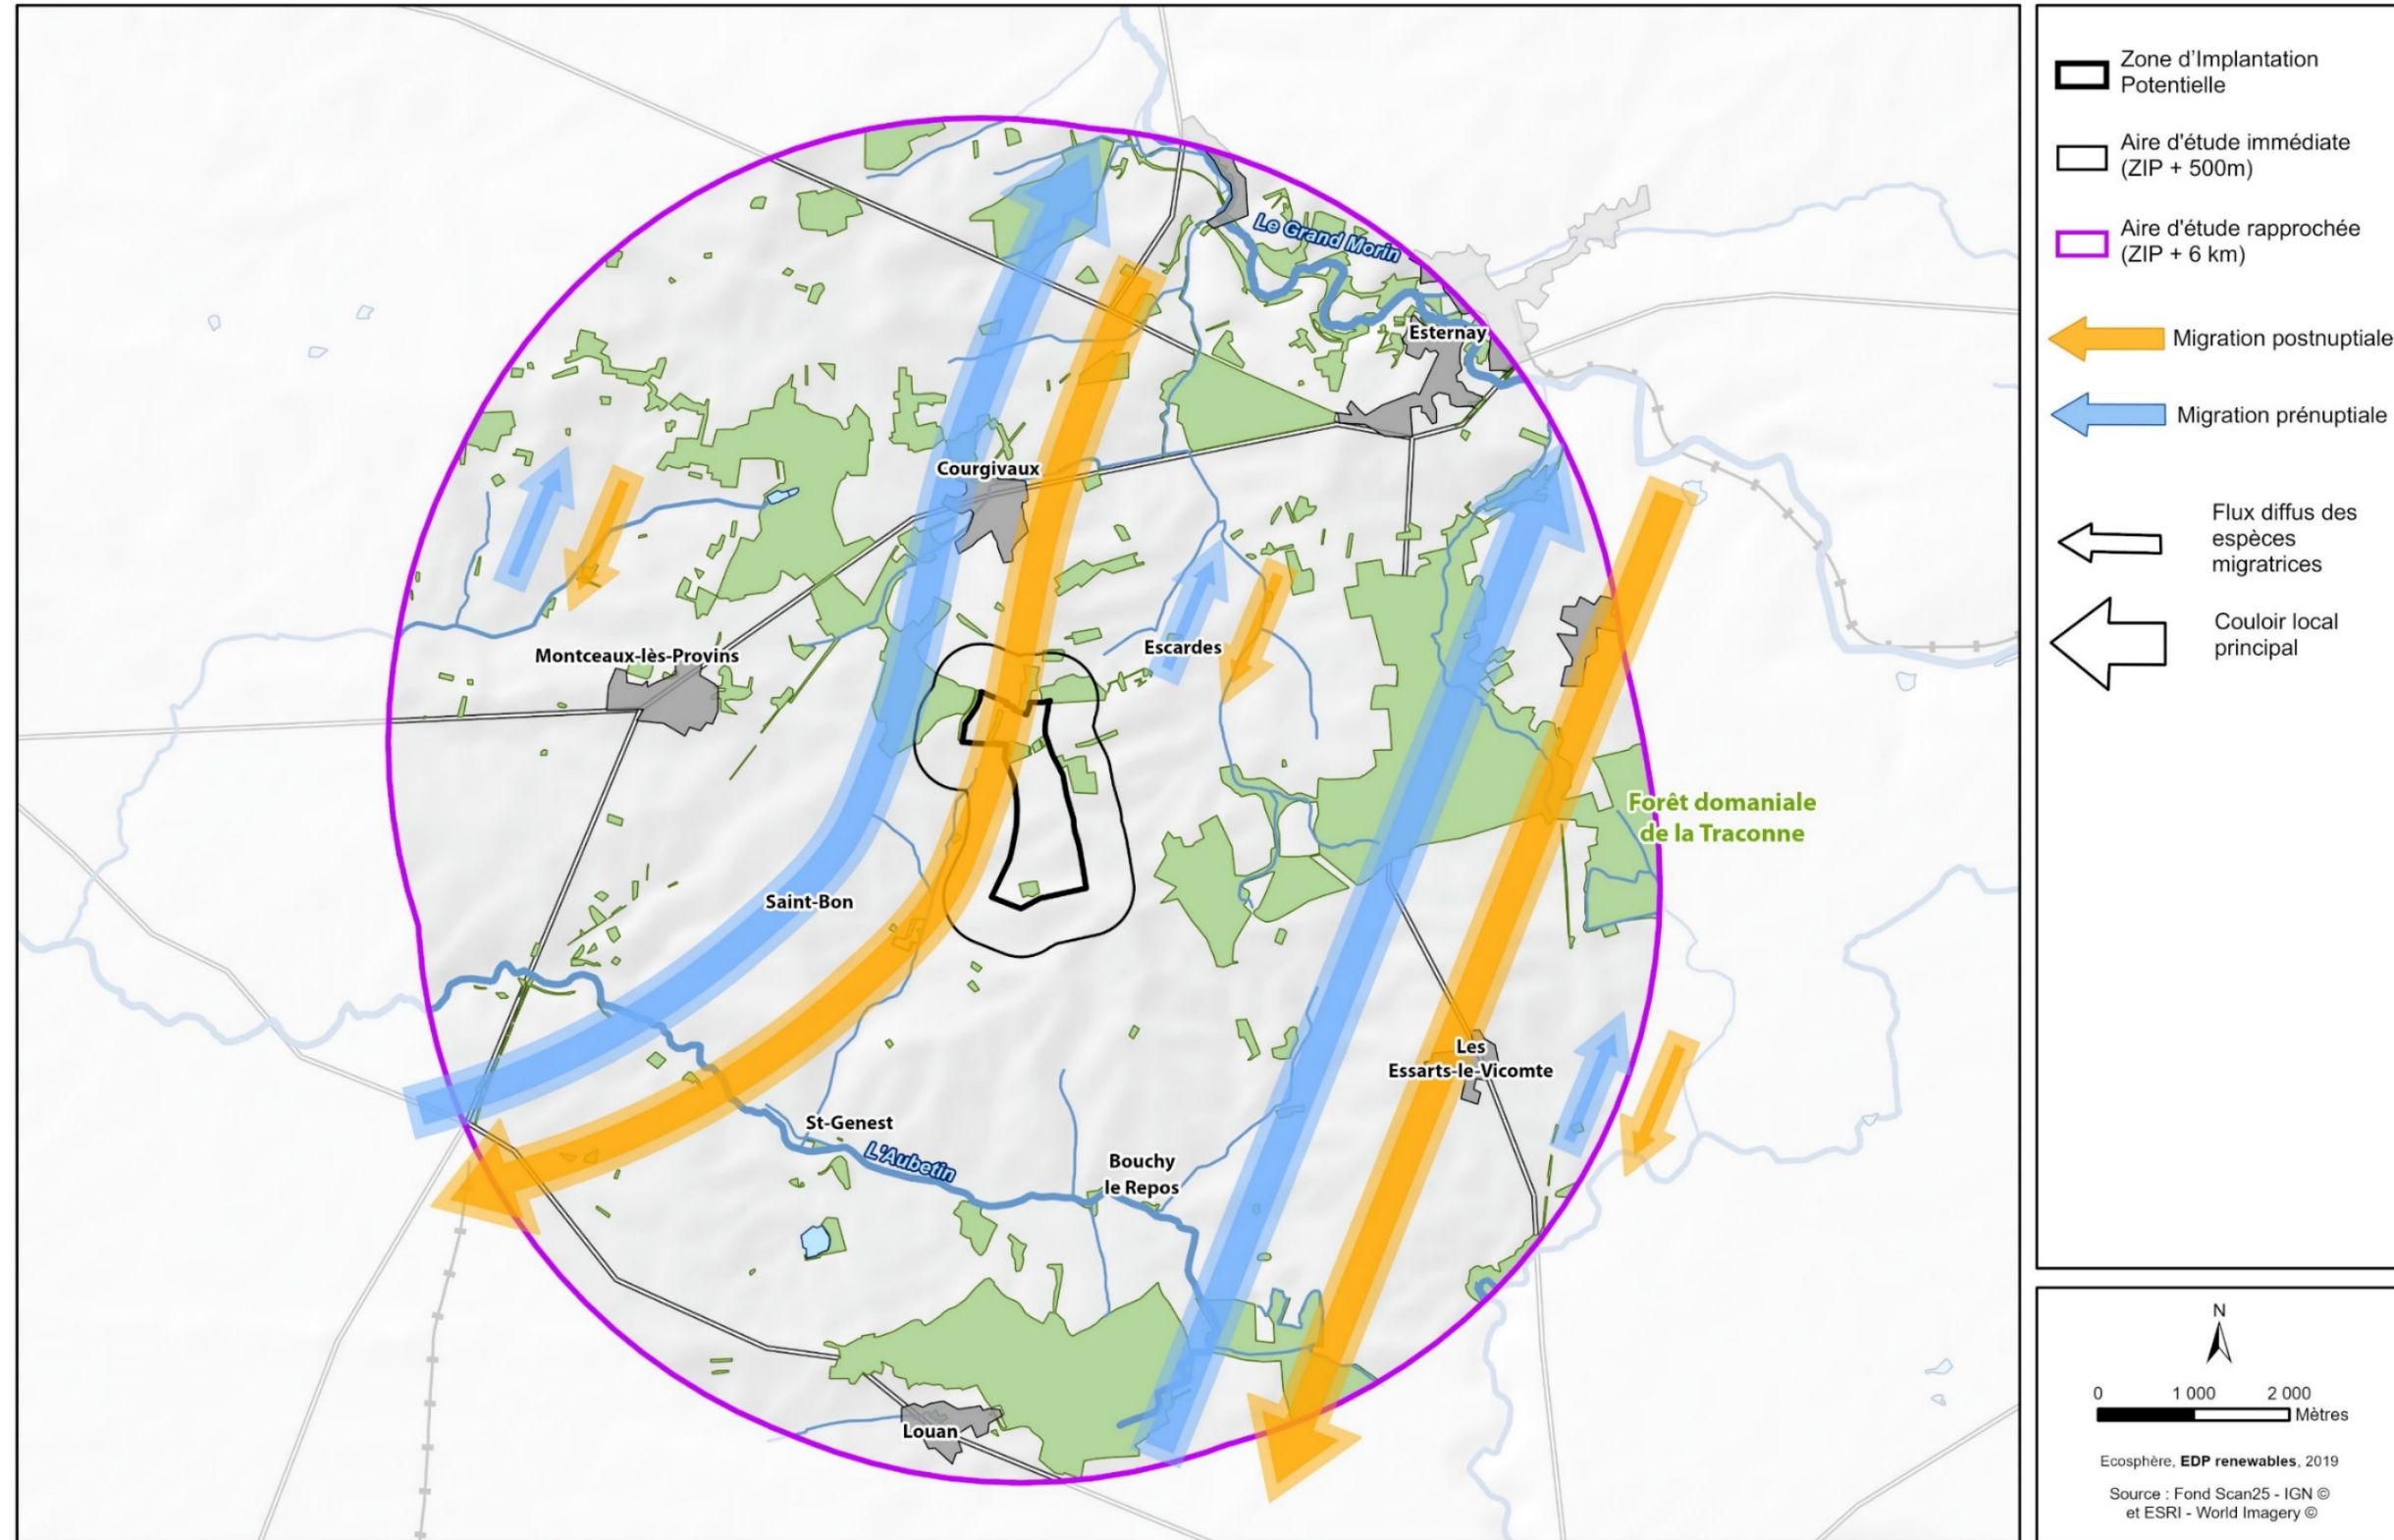 Le Grand Morin
Esternay
Courgivaux
Montceaux-lès-Provins
Escardes
Forêt domaniale
de la Traconne
Saint-Bon
Les
Essarts-le-Vicomte
St-Genest
L'Aubetin
Bouchy
le Repos
Louan
Zone d'Implantation
Potentielle
Aire d'étude immédiate
(ZIP + 500m)
Aire d'étude rapprochée
(ZIP + 6 km)
Migration postnuptiale
Migration prénuptiale
Flux diffus des
espèces
migratrices
Couloir local
principal
N
0 1 000 2 000
Mètres
Ecosphère, EDP renewables, 2019
Source : Fond Scan25 - IGN ©
et ESRI - World Imagery ©